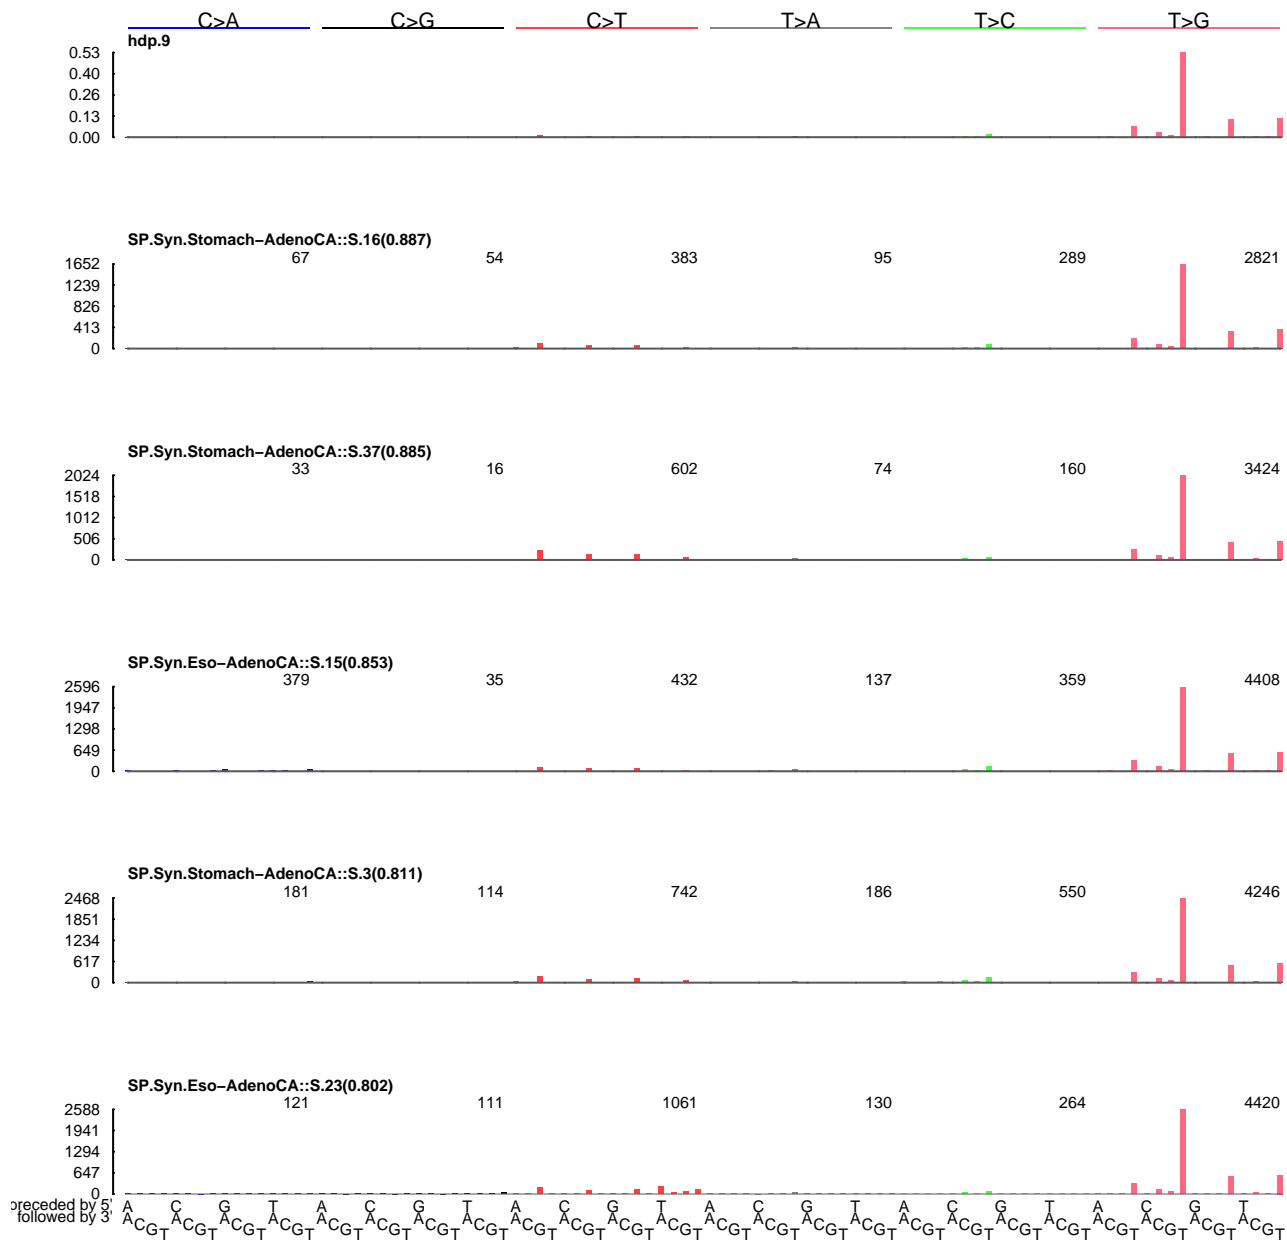 C>A C>G C>T T>A T>C T>G
hdp.9
0.53
0.40
0.26
0.13
0.00
SP.Syn.Stomach−AdenoCA::S.16(0.887)
67 54 383 95 289 2821
1652
1239
826
413
0
SP.Syn.Stomach−AdenoCA::S.37(0.885)
33 16 602 74 160 3424
2024
1518
1012
506
0
SP.Syn.Eso−AdenoCA::S.15(0.853)
379 35 432 137 359 4408
2596
1947
1298
649
0
SP.Syn.Stomach−AdenoCA::S.3(0.811)
181 114 742 186 550 4246
2468
1851
1234
617
0
SP.Syn.Eso−AdenoCA::S.23(0.802)
121 111 1061 130 264 4420
2588
1941
1294
647
0
preceded by 5' A C G T A C G T A C G T A C G T A C G T A C G T
followed by 3' A C G T A C G T A C G T A C G T A C G T A C G T A C G T A C G T A C G T A C G T A C G T A C G T A C G T A C G T A C G T A C G T A C G T A C G T A C G T A C G T A C G T A C G T A C G T A C G T